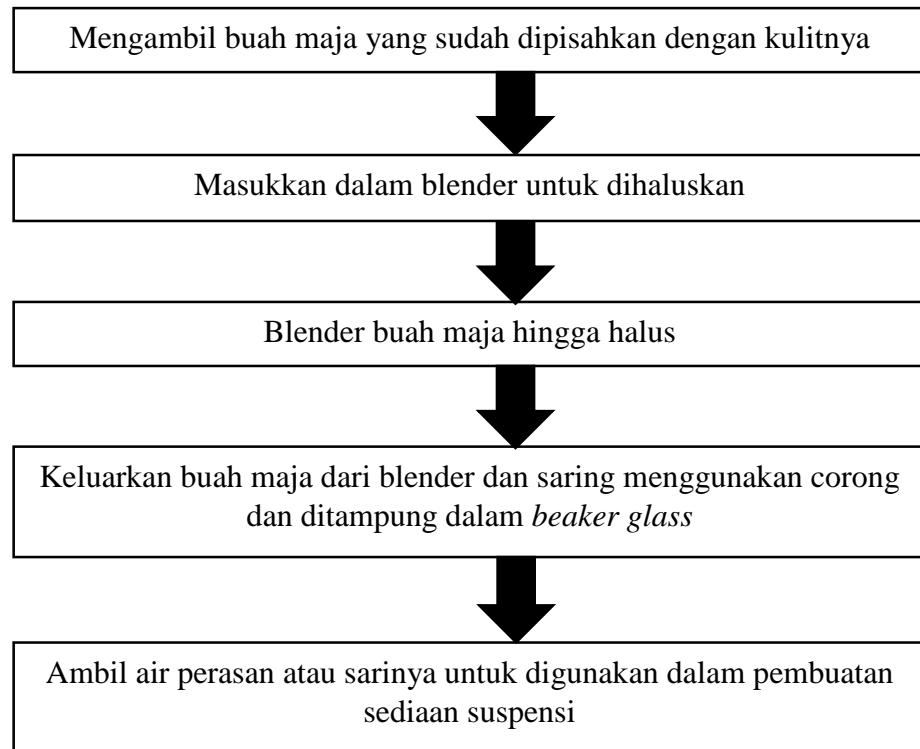 Mengambil buah maja yang sudah dipisahkan dengan kulitnya
Masukkan dalam blender untuk dihaluskan
Blender buah maja hingga halus
Keluarkan buah maja dari blender dan saring menggunakan corong
dan ditampung dalam beaker glass
Ambil air perasan atau sarinya untuk digunakan dalam pembuatan
sediaan suspensi